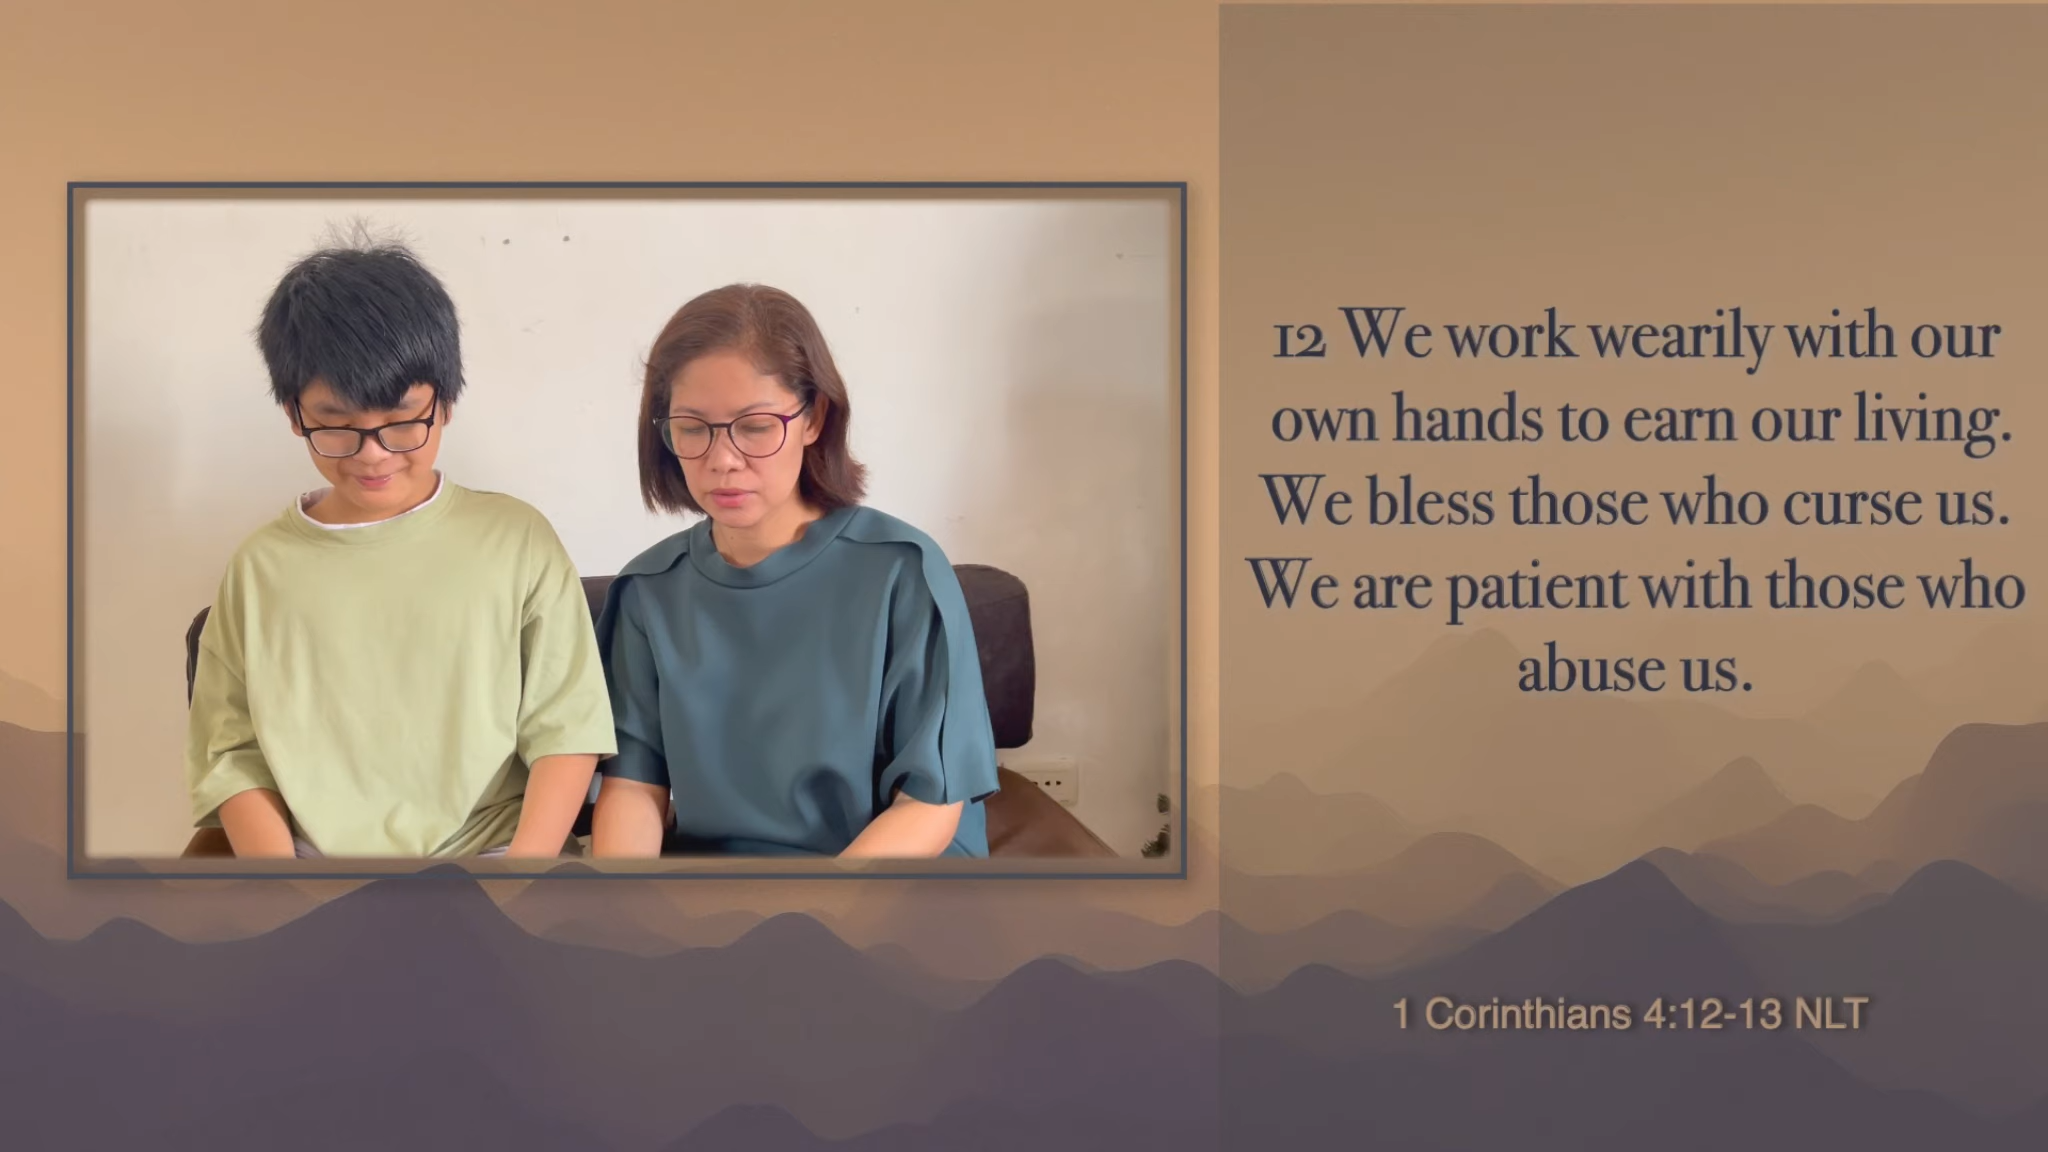 12 We work wearily with our
own hands to earn our living.
We bless those who curse us.
We are patient with those who
abuse us.
1 Corinthians 4:12-13 NLT